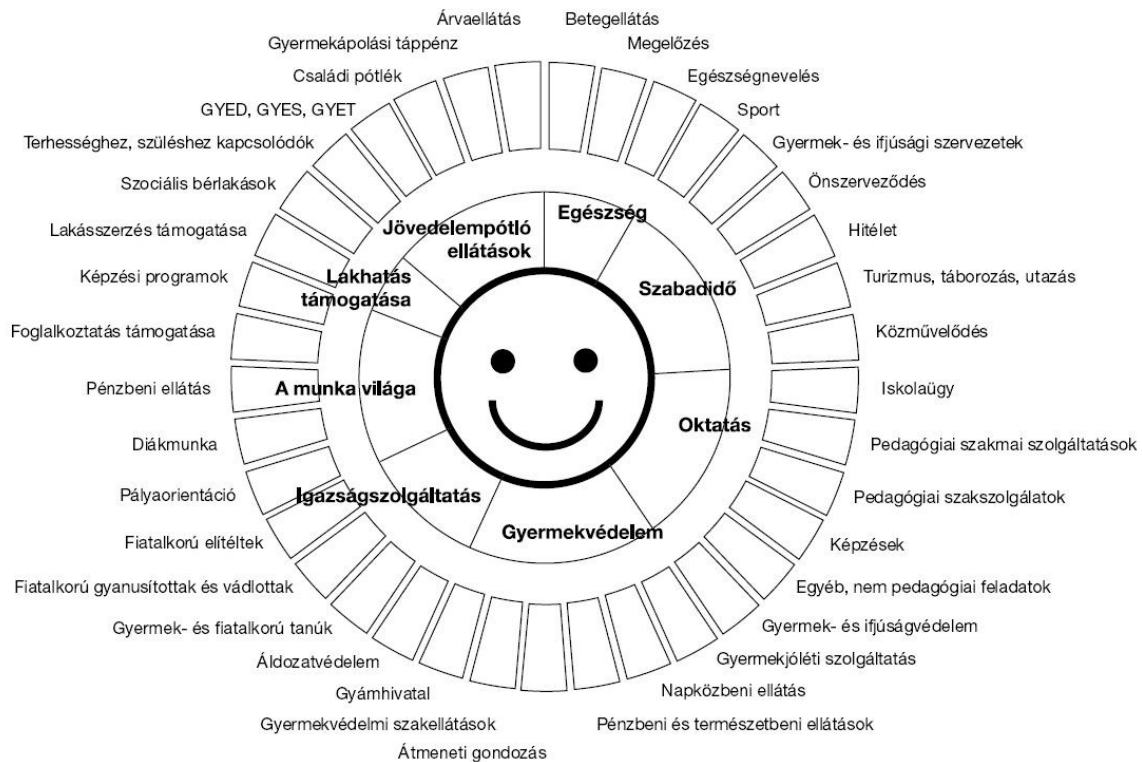 Árvaellátás
Betegellátás
Gyermekápolási táppénz
Megelőzés
Családi pótlék
Egészségnevelés
GYED, GYES, GYET
Sport
Terhességhez, szüléshez kapcsolódók
Gyermek- és ifjúsági szervezetek
Szociális bérlakások
Önszerveződés
Lakásszerzés támogatása
Hitélet
Képzési programok
Turizmus, táborozás, utazás
Foglalkoztatás támogatása
Közművelődés
Pénzbeni ellátás
Iskolaügy
Diákmunka
Pedagógiai szakmai szolgáltatások
Pályaorientáció
Pedagógiai szakszolgálatok
Fiatalkorú elítéltek
Képzések
Fiatalkorú gyanusítottak és vádlottak
Egyéb, nem pedagógiai feladatok
Gyermek- és fiatalkorú tanúk
Gyermek- és ifjúságvédelem
Áldozatvédelem
Gyermekjóléti szolgáltatás
Gyámhivatal
Napközbeni ellátás
Gyermekvédelmi szakellátások
Pénzbeni és természetbeni ellátások
Átmeneti gondozás
Jövedelempótló
ellátások
Egészség
Lakhatás
támogatása
Szabadidő
A munka világa
Oktatás
Igazságszolgáltatás
Gyermekvédelem